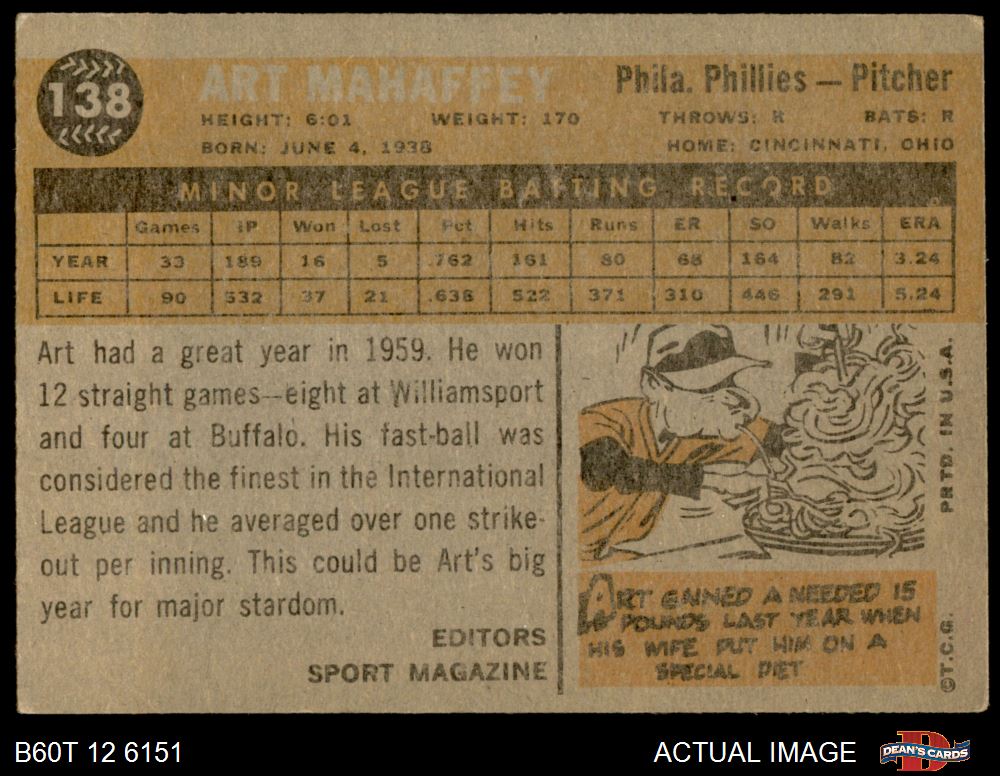 138
ART MAHAFFEY
Phila. Phillies — Pitcher
HEIGHT: 6:01 WEIGHT: 170 THROWS: R BATS: R
BORN: JUNE 4, 1938 HOME: CINCINNATI, OHIO
MINOR LEAGUE BATTING RECORD
Games IP Won Lost Pct Hits Runs ER SO Walks ERA
YEAR 33 189 16 5 .762 161 80 68 164 82 3.24
LIFE 90 532 37 21 .638 522 371 310 446 291 5.24
Art had a great year in 1959. He won
12 straight games--eight at Williamsport
and four at Buffalo. His fast-ball was
considered the finest in the International
League and he averaged over one strike-
out per inning. This could be Art's big
year for major stardom.
EDITORS
SPORT MAGAZINE
ART GAINED A NEEDED 15
POUNDS LAST YEAR WHEN
HIS WIFE PUT HIM ON A
SPECIAL DIET
PRTD. IN U.S.A.
©T.C.G.
B60T 12 6151
ACTUAL IMAGE
DEAN'S CARDS